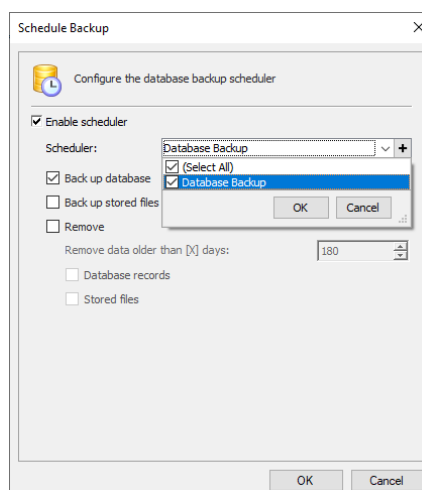 Schedule Backup
Configure the database backup scheduler
Enable scheduler
Scheduler: Database Backup
(Select All)
Back up database
Database Backup
Back up stored files
OK Cancel
Remove
Remove data older than [X] days: 180
Database records
Stored files
OK Cancel